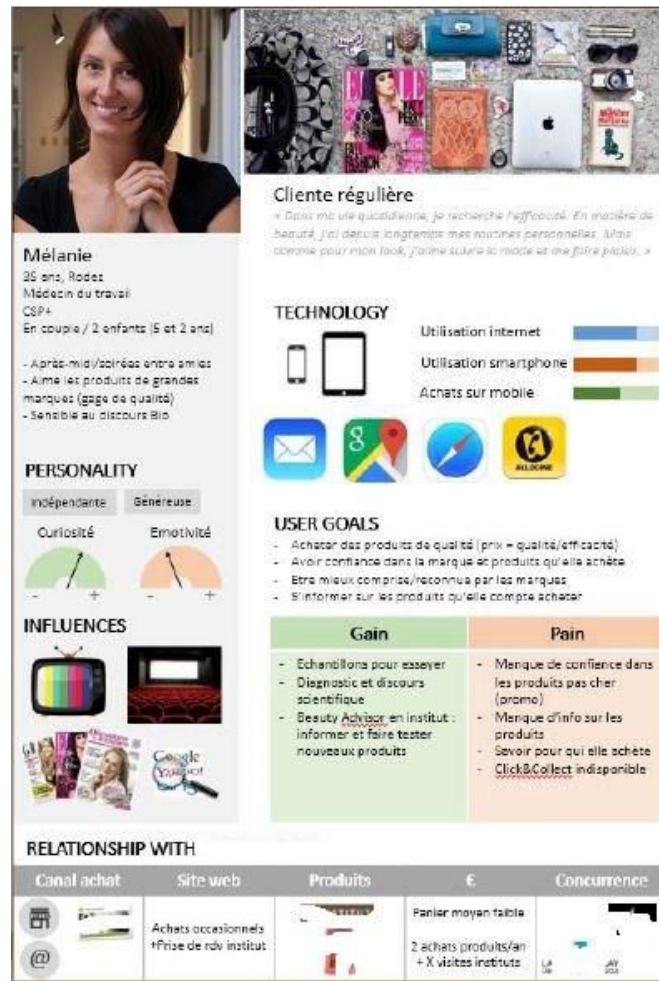 Cliente régulière
« Dans ma vie quotidienne, je recherche l'efficacité. En matière de
beauté, j'ai depuis longtemps mes routines personnelles. Mais
comme pour mon look, j'aime suivre la mode et me faire plaisir. »
Mélanie
35 ans, Rodez
Médecin du travail
CSP+
En couple / 2 enfants (5 et 2 ans)
- Après-midi/soirées entre amies
- Aime les produits de grandes
marques (gage de qualité)
- Sensible au discours Bio
PERSONALITY
Indépendante
Généreuse
Curiosité
Emotivité
- +
- +
INFLUENCES
Google
Yahoo!
TECHNOLOGY
Utilisation internet
Utilisation smartphone
Achats sur mobile
ALLOCINE
USER GOALS
- Acheter des produits de qualité (prix = qualité/efficacité)
- Avoir confiance dans la marque et produits qu'elle achète
- Etre mieux comprise/reconnue par les marques
- S'informer sur les produits qu'elle compte acheter
Gain
- Echantillons pour essayer
- Diagnostic et discours
scientifique
- Beauty Advisor en institut :
informer et faire tester
nouveaux produits
Pain
- Manque de confience dans
les produits pas cher
(promo)
- Manque d'info sur les
produits
- Savoir pour qui elle achète
- Click&Collect indisponible
RELATIONSHIP WITH
Canal achat
Site web
Produits
€
Concurrence
@
Achats occasionnels
+Prise de rdv institut
Panier moyen faible
2 achats produits/an
+ X visites instituts